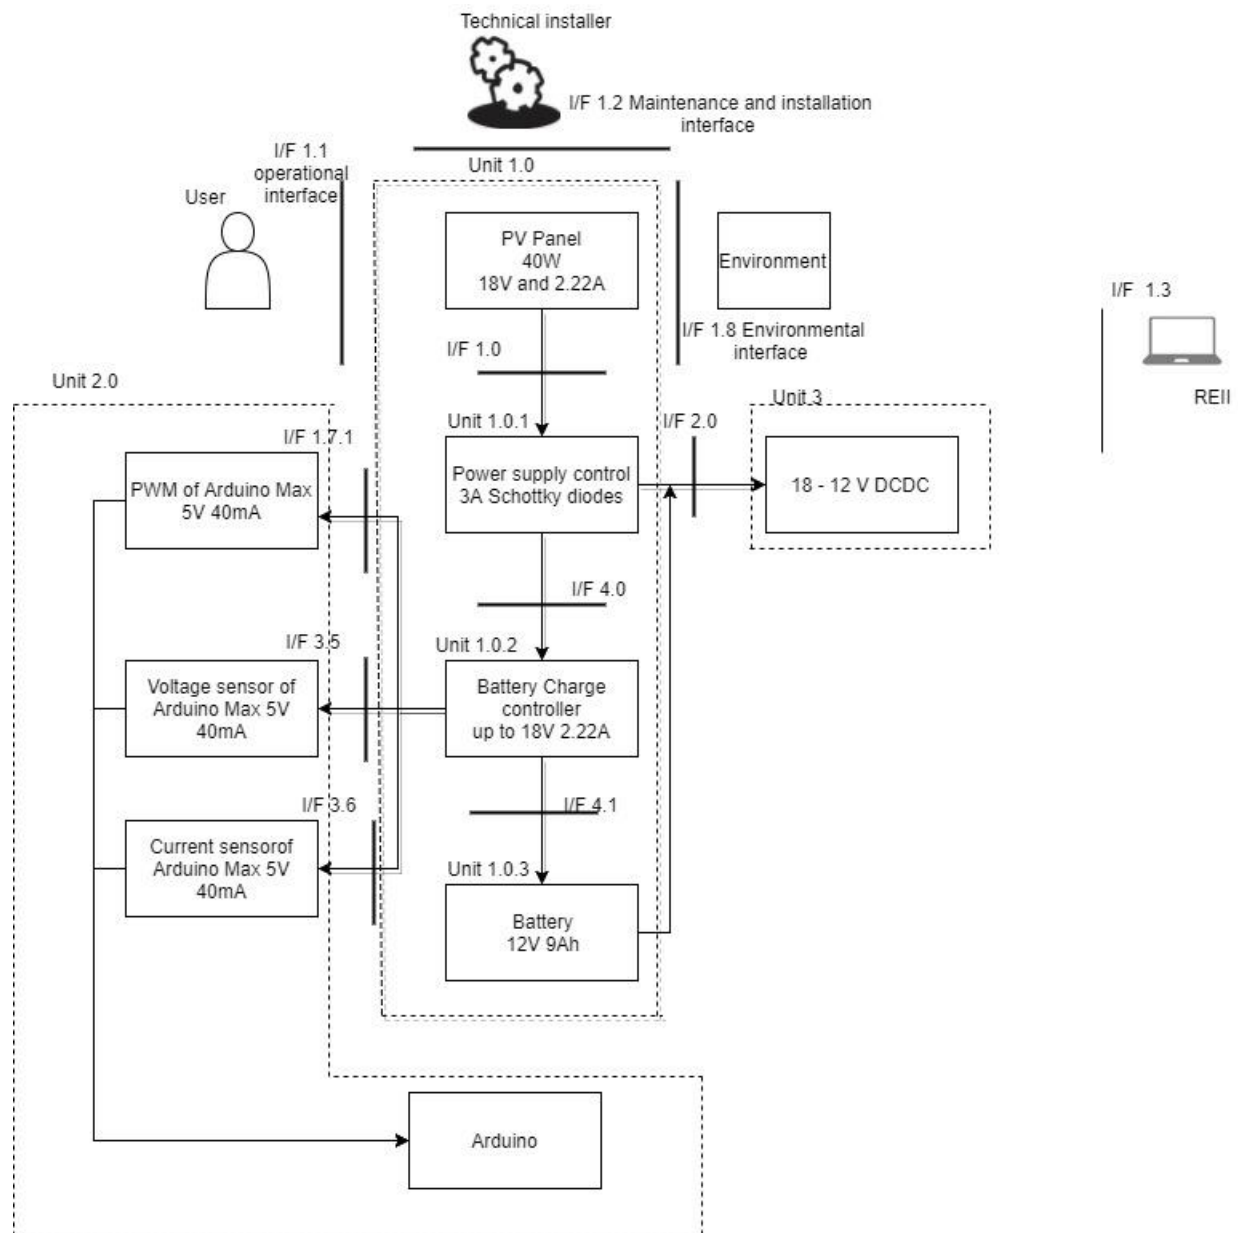 Technical installer
I/F 1.2 Maintenance and installation
interface
I/F 1.1
operational
interface
Unit 1.0
User
PV Panel
40W
18V and 2.22A
Environment
I/F 1.3
I/F 1.8 Environmental
interface
I/F 1.0
REII
Unit 2.0
Unit 3
Unit 1.0.1
I/F 2.0
I/F 1.7.1
PWM of Arduino Max
5V 40mA
Power supply control
3A Schottky diodes
18 - 12 V DCDC
I/F 4.0
I/F 3.5
Unit 1.0.2
Voltage sensor of
Arduino Max 5V
40mA
Battery Charge
controller
up to 18V 2.22A
I/F 3.6
I/F 4.1
Current sensorof
Arduino Max 5V
40mA
Unit 1.0.3
Battery
12V 9Ah
Arduino